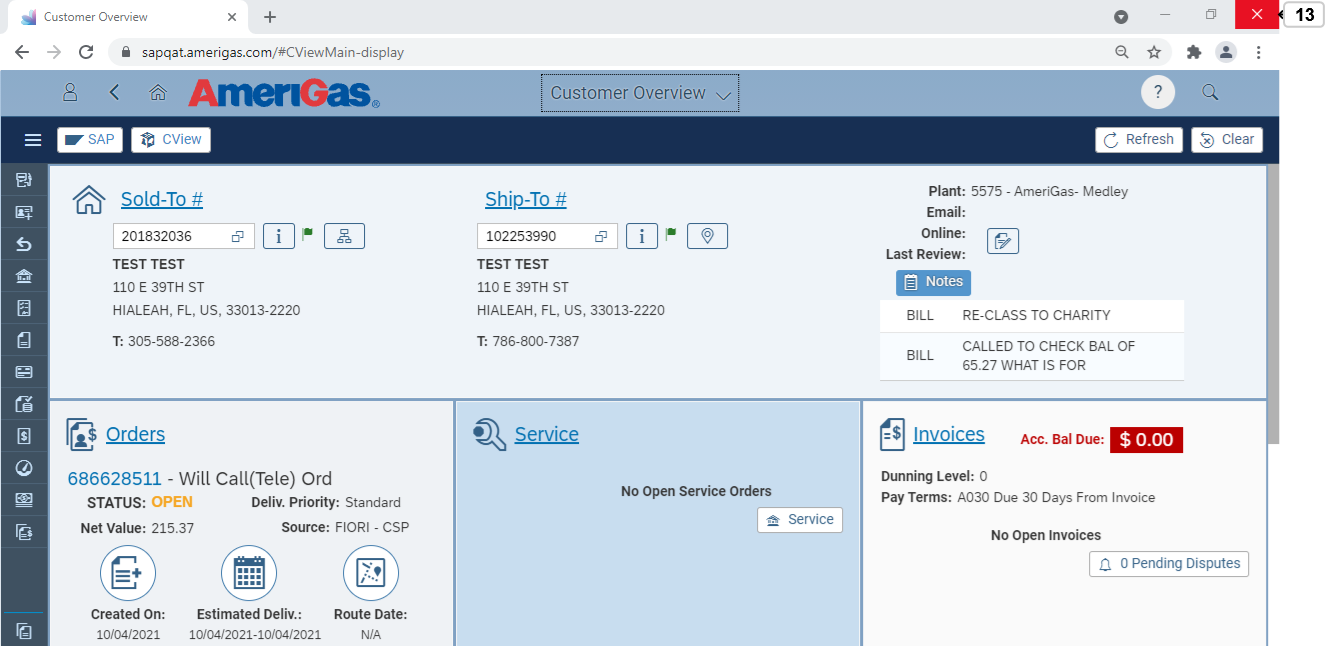 Customer Overview
13
sapqat.amerigas.com/#CViewMain-display
AmeriGas®
Customer Overview
?
SAP
CView
Refresh
Clear
Sold-To #
201832036
i
TEST TEST
110 E 39TH ST
HIALEAH, FL, US, 33013-2220
T: 305-588-2366
Ship-To #
102253990
i
TEST TEST
110 E 39TH ST
HIALEAH, FL, US, 33013-2220
T: 786-800-7387
Plant: 5575 - AmeriGas- Medley
Email:
Online:
Last Review:
Notes
BILL RE-CLASS TO CHARITY
BILL CALLED TO CHECK BAL OF
65.27 WHAT IS FOR
Orders
686628511 - Will Call(Tele) Ord
STATUS: OPEN Deliv. Priority: Standard
Net Value: 215.37 Source: FIORI - CSP
Created On: Estimated Deliv.: Route Date:
10/04/2021 10/04/2021-10/04/2021 N/A
Service
No Open Service Orders
Service
Invoices
Acc. Bal Due: $ 0.00
Dunning Level: 0
Pay Terms: A030 Due 30 Days From Invoice
No Open Invoices
0 Pending Disputes